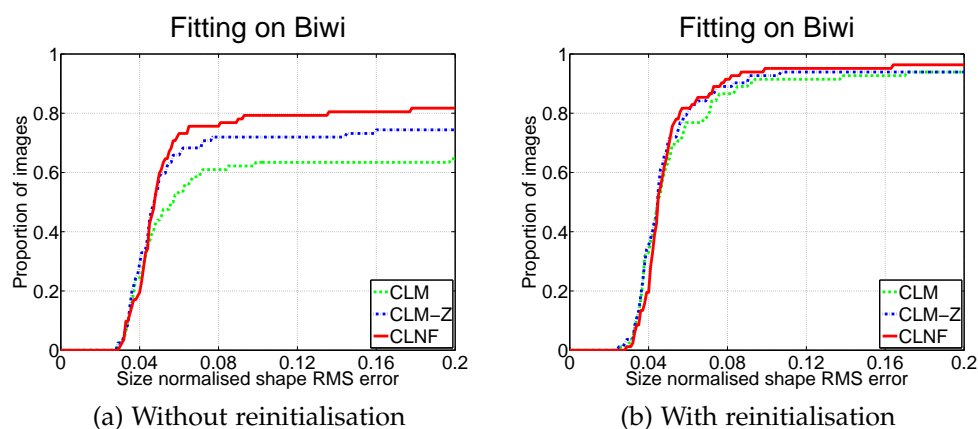 Fitting on Biwi
1
0.8
0.6
0.4
0.2
0
0.04
0.08
0.12
0.16
0.2
Proportion of images
Size normalised shape RMS error
CLM
CLM-Z
CLNF
(a) Without reinitialisation
Fitting on Biwi
1
0.8
0.6
0.4
0.2
0
0.04
0.08
0.12
0.16
0.2
Proportion of images
Size normalised shape RMS error
CLM
CLM-Z
CLNF
(b) With reinitialisation